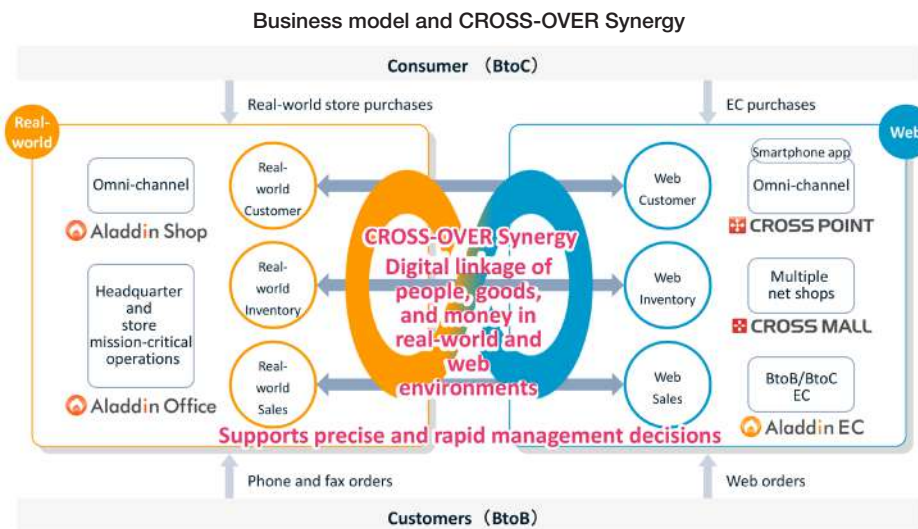 Business model and CROSS-OVER Synergy
Consumer (BtoC)
Real-world store purchases
EC purchases
Real-
world
Web
Omni-channel
Aladdin Shop
Headquarter
and
store
mission-critical
operations
Aladdin Office
Real-
world
Customer
Real-
world
Inventory
Real-
world
Sales
CROSS-OVER Synergy
Digital linkage of
people, goods,
and money in
real-world and
web
environments
Supports precise and rapid management decisions
Web
Customer
Web
Inventory
Web
Sales
Smartphone app
Omni-channel
CROSS POINT
Multiple
net shops
CROSS MALL
BtoB/BtoC
EC
Aladdin EC
Phone and fax orders
Web orders
Customers (BtoB)